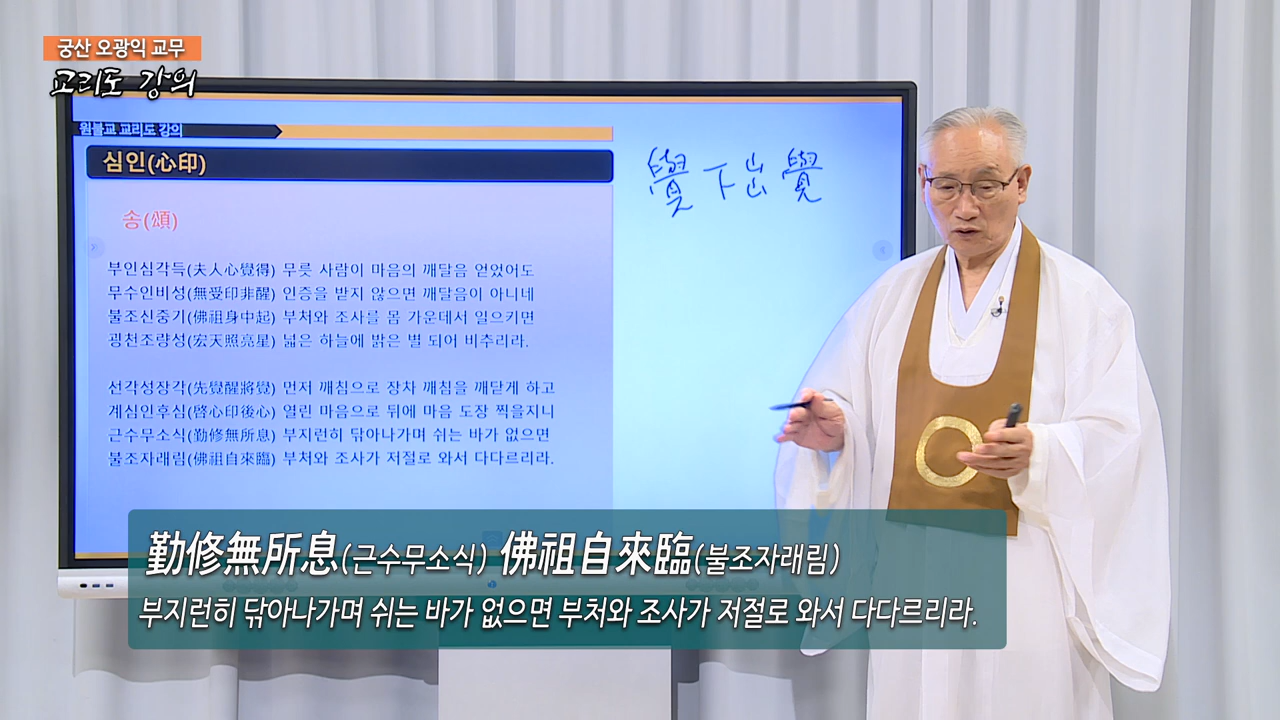 궁산 오광익 교무
교리도 강의
원불교 교리도 강의
심인(心印)
송(頌)
부인심각득(夫人心覺得) 무릇 사람이 마음의 깨달음 얻었어도
무수인비성(無受印非醒) 인증을 받지 않으면 깨달음이 아니네
불조신중기(佛祖身中起) 부처와 조사를 몸 가운데서 일으키면
굉천조량성(宏天照亮星) 넓은 하늘에 밝은 별 되어 비추리라.
선각성장각(先覺醒將覺) 먼저 깨침으로 장차 깨침을 깨닫게 하고
계심인후심(啓心印後心) 열린 마음으로 뒤에 마음 도장 찍을지니
근수무소식(勤修無所息) 부지런히 닦아나가며 쉬는 바가 없으면
불조자래림(佛祖自來臨) 부처와 조사가 저절로 와서 다다르리라.
覺 下 覺
勤修無所息(근수무소식) 佛祖自來臨(불조자래림)
부지런히 닦아나가며 쉬는 바가 없으면 부처와 조사가 저절로 와서 다다르리라.